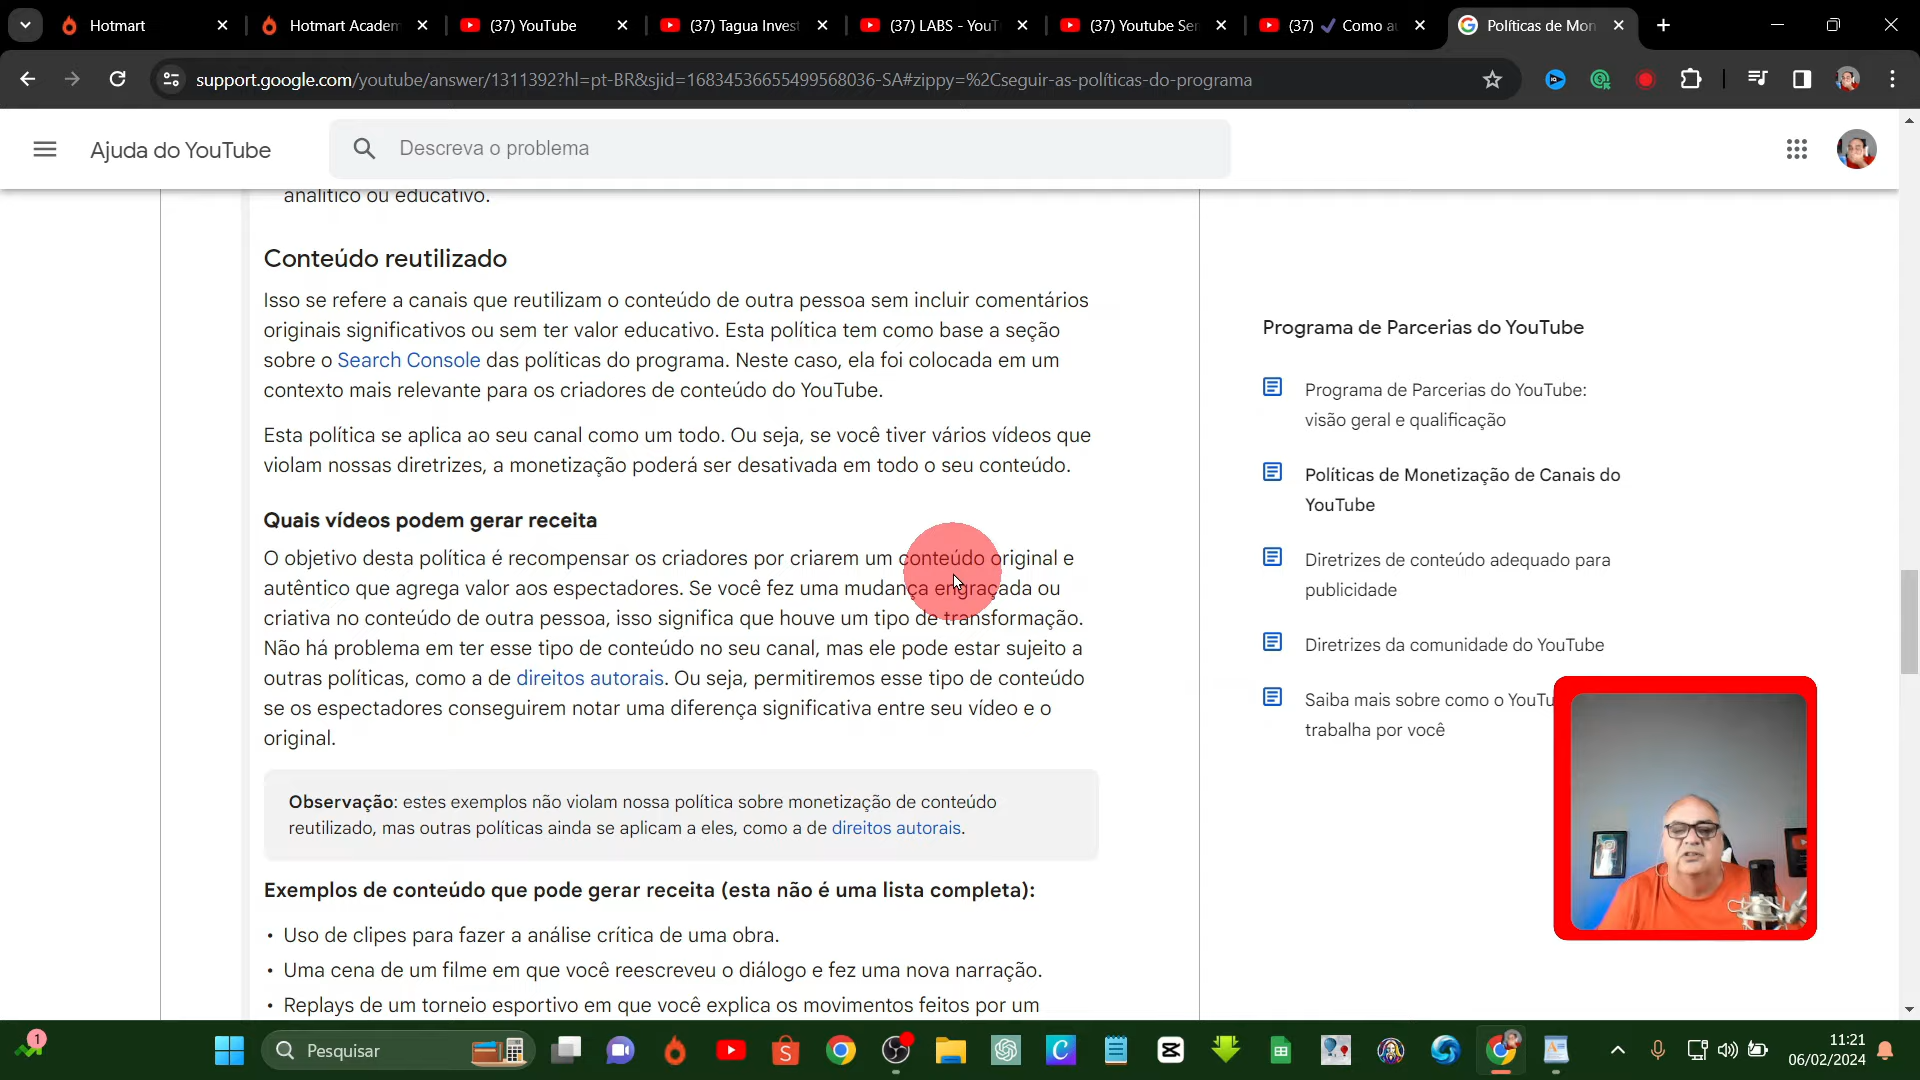 Hotmart
Hotmart Academ
(37) YouTube
(37) Tagua Invest
(37) LABS - YouT
(37) Youtube Ser
(37) ✓ Como au
Políticas de Mon
support.google.com/youtube/answer/1311392?hl=pt-BR&sjid=16834536655499568036-SA#zippy=%2Cseguir-as-políticas-do-programa
Ajuda do YouTube
Descreva o problema
analítico ou educativo.
Conteúdo reutilizado
Isso se refere a canais que reutilizam o conteúdo de outra pessoa sem incluir comentários
originais significativos ou sem ter valor educativo. Esta política tem como base a seção
sobre o Search Console das políticas do programa. Neste caso, ela foi colocada em um
contexto mais relevante para os criadores de conteúdo do YouTube.
Esta política se aplica ao seu canal como um todo. Ou seja, se você tiver vários vídeos que
violam nossas diretrizes, a monetização poderá ser desativada em todo o seu conteúdo.
Quais vídeos podem gerar receita
O objetivo desta política é recompensar os criadores por criarem um conteúdo original e
autêntico que agrega valor aos espectadores. Se você fez uma mudança engraçada ou
criativa no conteúdo de outra pessoa, isso significa que houve um tipo de transformação.
Não há problema em ter esse tipo de conteúdo no seu canal, mas ele pode estar sujeito a
outras políticas, como a de direitos autorais. Ou seja, permitiremos esse tipo de conteúdo
se os espectadores conseguirem notar uma diferença significativa entre seu vídeo e o
original.
Observação: estes exemplos não violam nossa política sobre monetização de conteúdo
reutilizado, mas outras políticas ainda se aplicam a eles, como a de direitos autorais.
Exemplos de conteúdo que pode gerar receita (esta não é uma lista completa):
• Uso de clipes para fazer a análise crítica de uma obra.
• Uma cena de um filme em que você reescreveu o diálogo e fez uma nova narração.
• Replays de um torneio esportivo em que você explica os movimentos feitos por um
Programa de Parcerias do YouTube
Programa de Parcerias do YouTube:
visão geral e qualificação
Políticas de Monetização de Canais do
YouTube
Diretrizes de conteúdo adequado para
publicidade
Diretrizes da comunidade do YouTube
Saiba mais sobre como o YouTu
trabalha por você
1
Pesquisar
11:21
06/02/2024